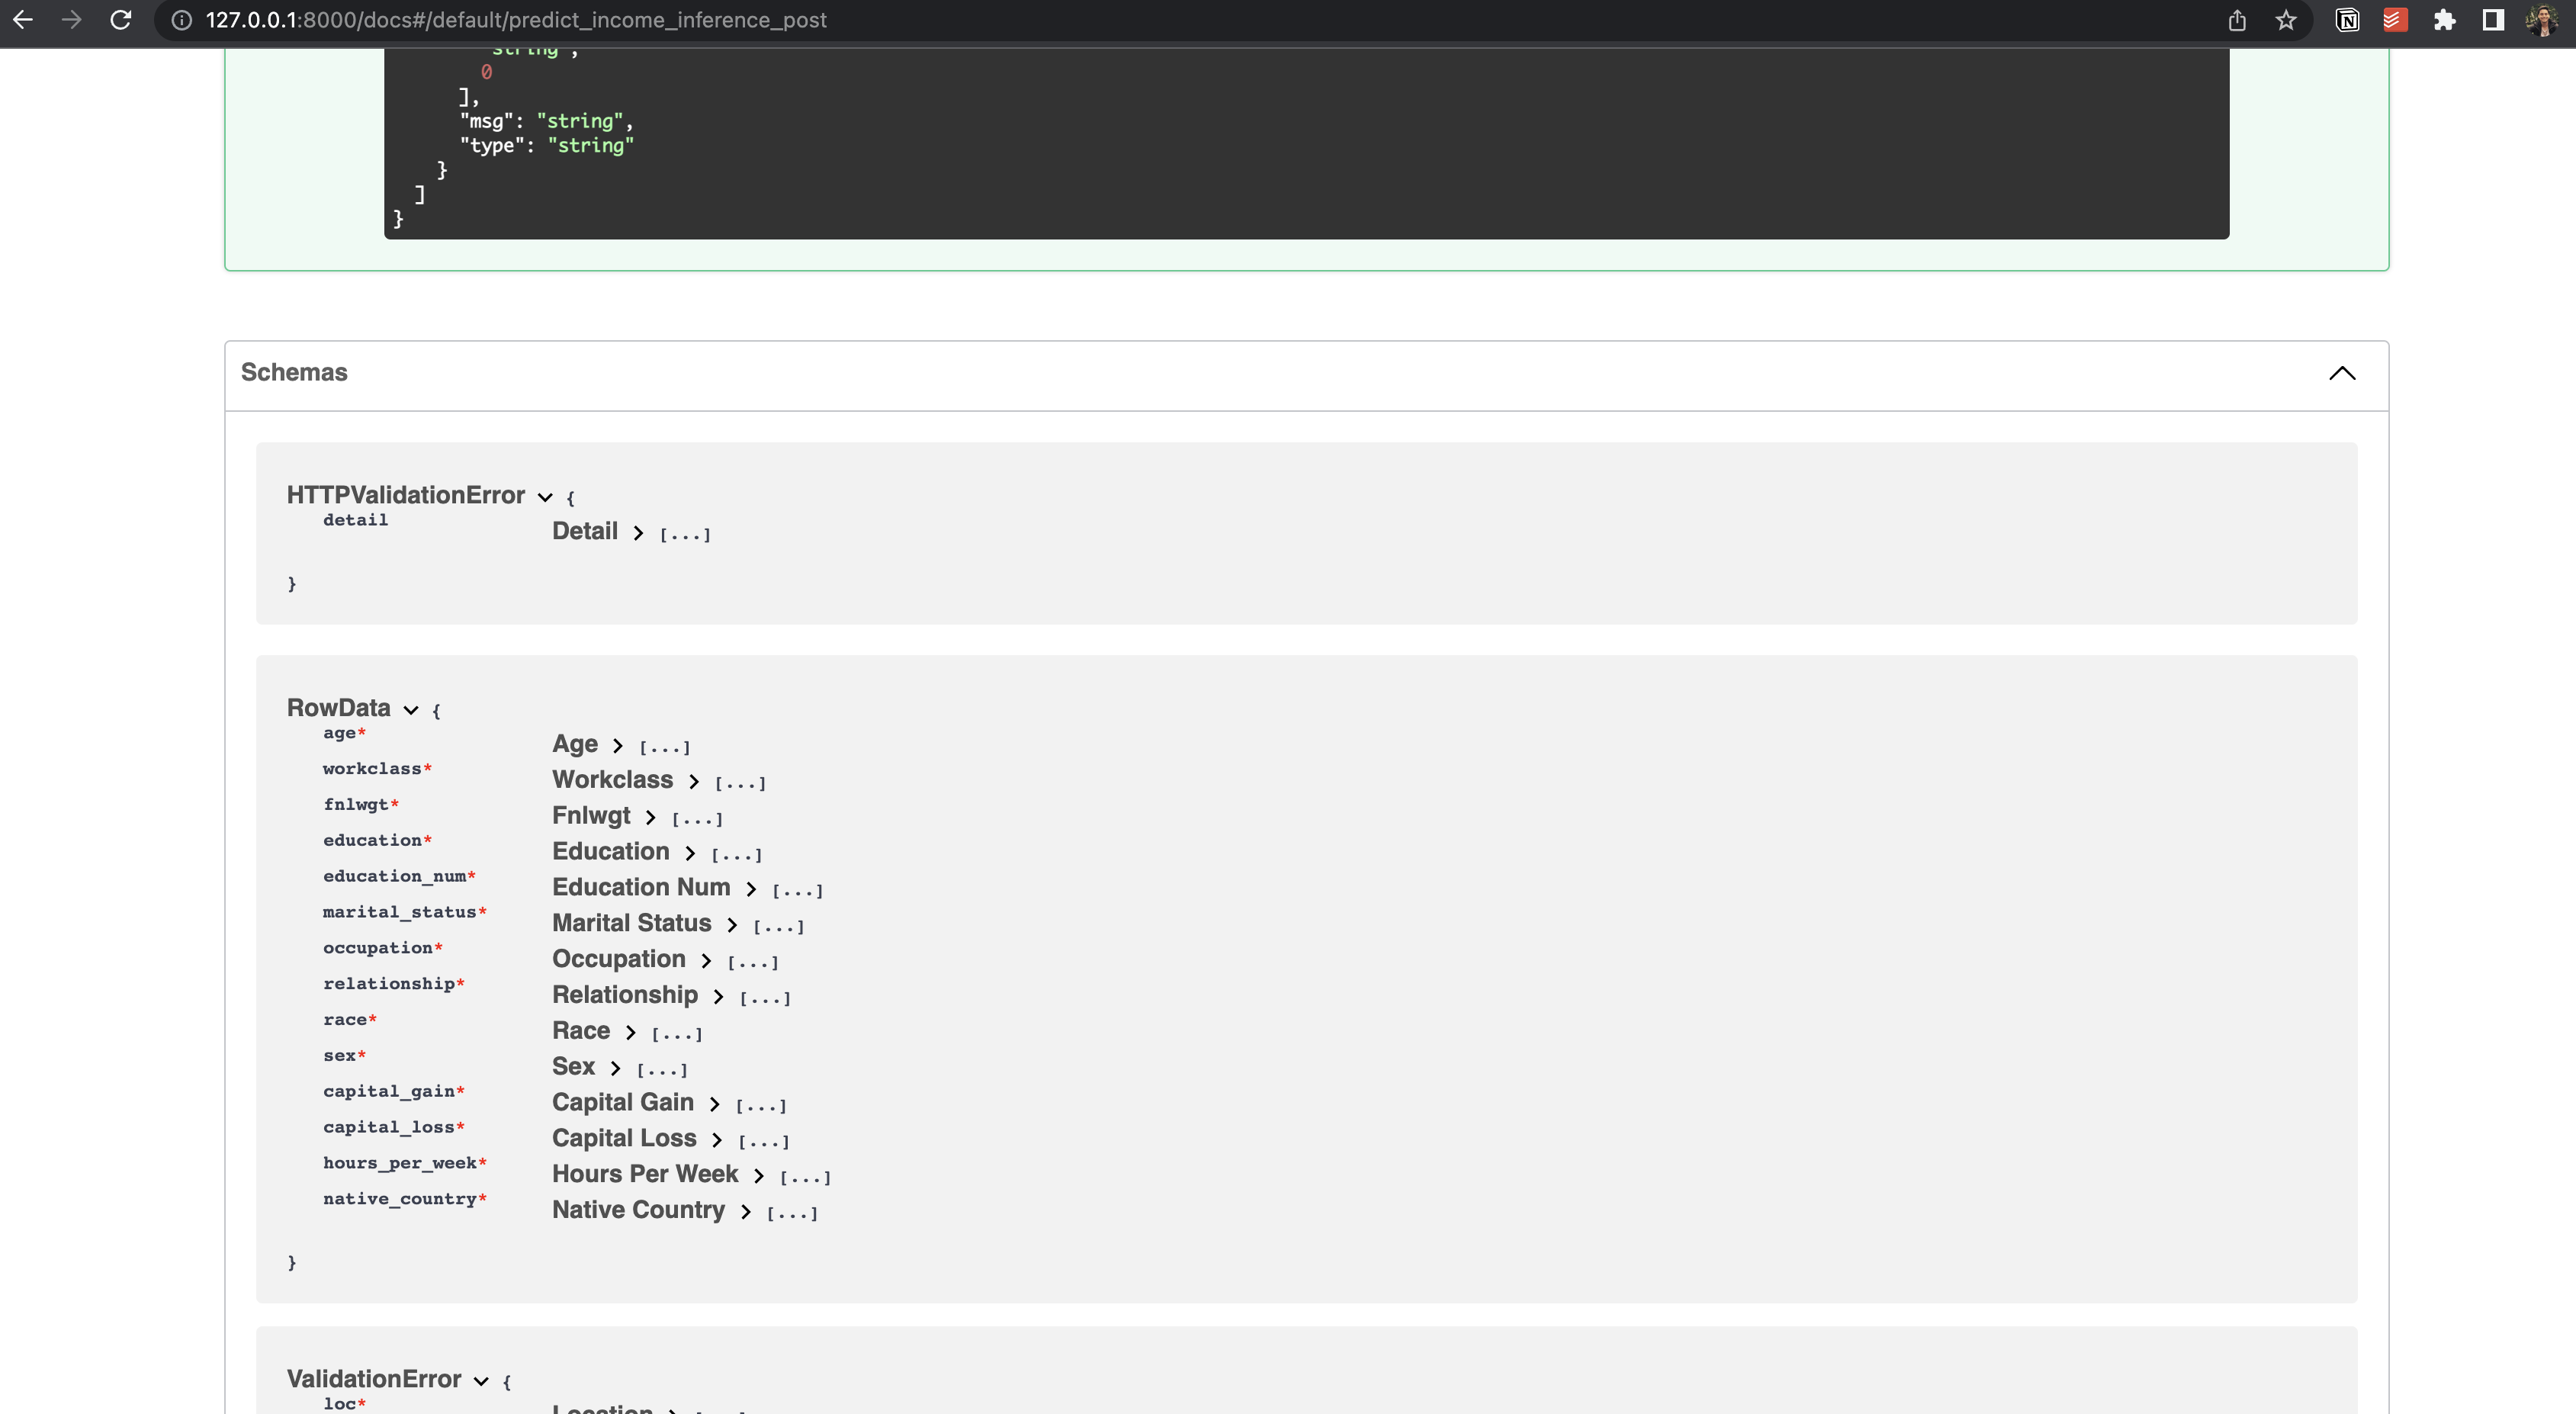 127.0.0.1:8000/docs#/default/predict_income_inference_post
"string",
0
],
"msg": "string",
"type": "string"
}
]
}
Schemas
HTTPValidationError {
detail Detail > [...]
}
RowData {
age* Age > [...]
workclass* Workclass > [...]
fnlwgt* Fnlwgt > [...]
education* Education > [...]
education_num* Education Num > [...]
marital_status* Marital Status > [...]
occupation* Occupation > [...]
relationship* Relationship > [...]
race* Race > [...]
sex* Sex > [...]
capital_gain* Capital Gain > [...]
capital_loss* Capital Loss > [...]
hours_per_week* Hours Per Week > [...]
native_country* Native Country > [...]
}
ValidationError {
loc* Location > [...]